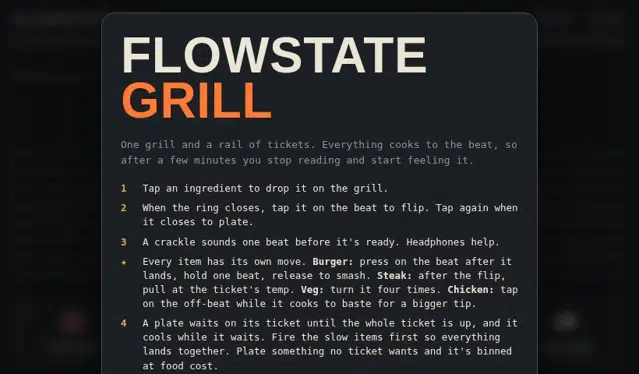 FLOWSTATE
GRILL
One grill and a rail of tickets. Everything cooks to the beat, so
after a few minutes you stop reading and start feeling it.
1 Tap an ingredient to drop it on the grill.
2 When the ring closes, tap it on the beat to flip. Tap again when
it closes to plate.
3 A crackle sounds one beat before it's ready. Headphones help.
★ Every item has its own move. Burger: press on the beat after it
lands, hold one beat, release to smash. Steak: after the flip,
pull at the ticket's temp. Veg: turn it four times. Chicken: tap
on the off-beat while it cooks to baste for a bigger tip.
4 A plate waits on its ticket until the whole ticket is up, and it
cools while it waits. Fire the slow items first so everything
lands together. Plate something no ticket wants and it's binned
at food cost.